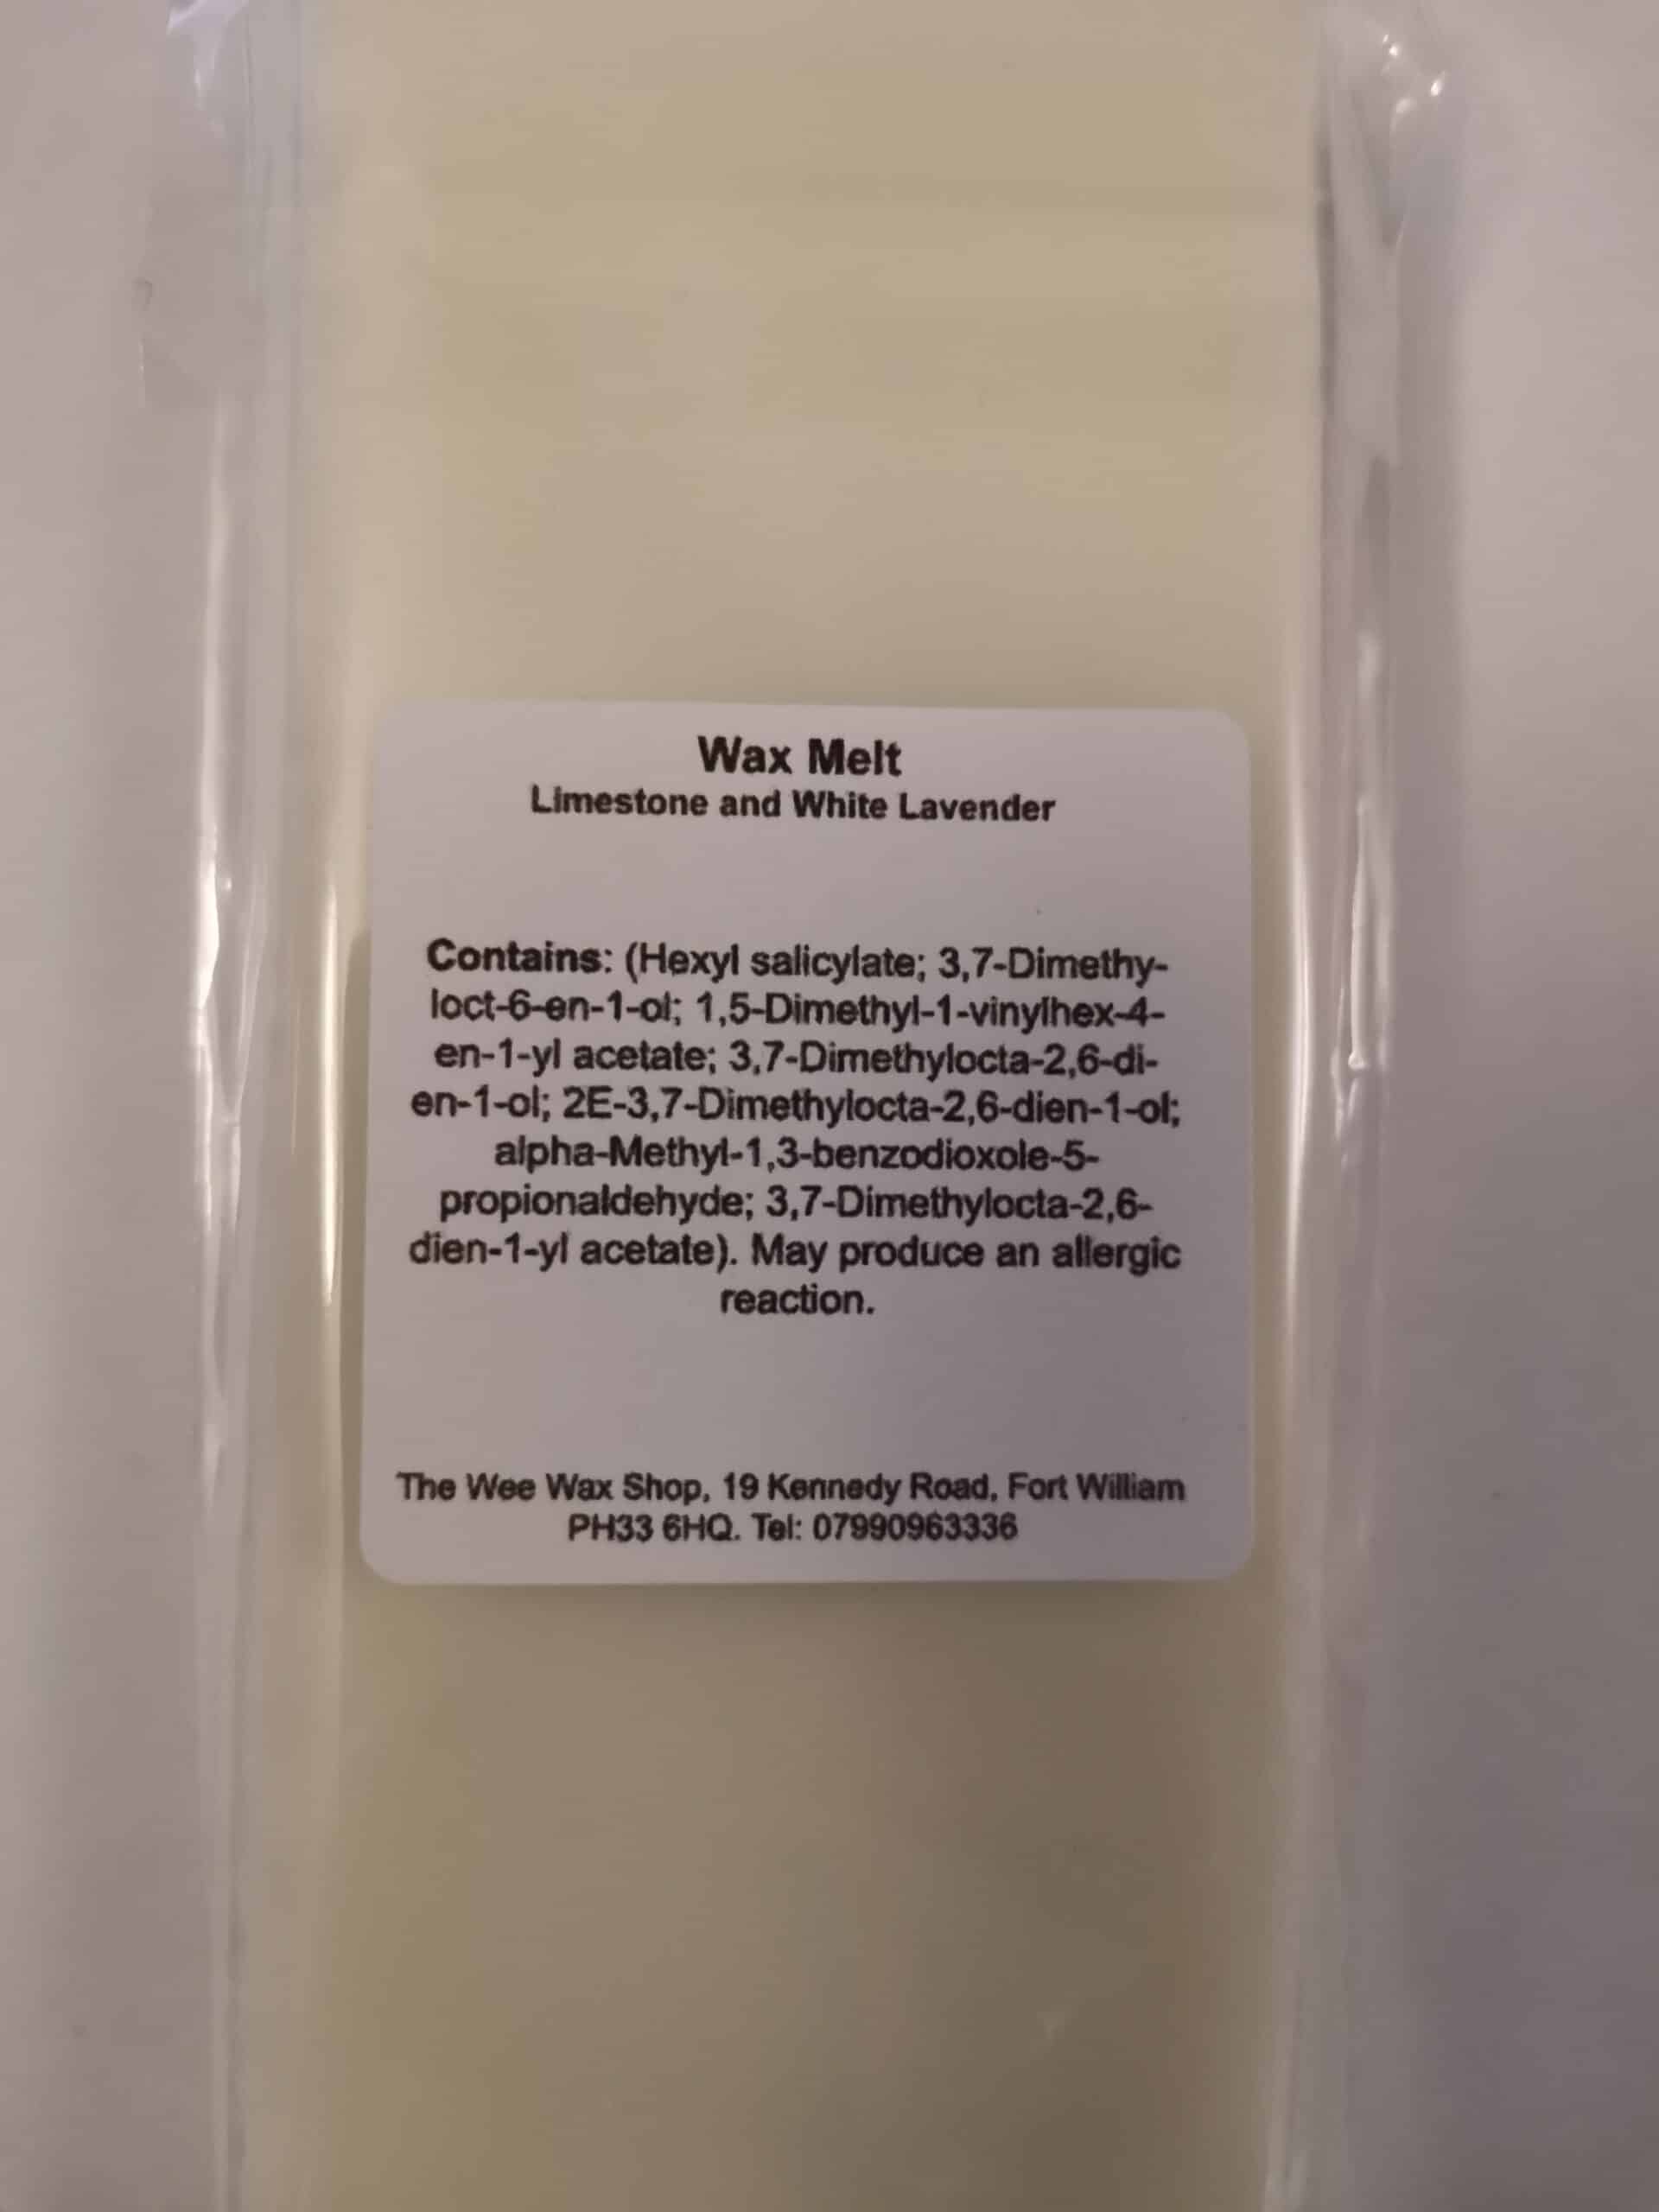 Wax Melt
Limestone and White Lavender
Contains: (Hexyl salicylate; 3,7-Dimethy-
loct-6-en-1-ol; 1,5-Dimethyl-1-vinylhex-4-
en-1-yl acetate; 3,7-Dimethylocta-2,6-di-
en-1-ol; 2E-3,7-Dimethylocta-2,6-dien-1-ol;
alpha-Methyl-1,3-benzodioxole-5-
propionaldehyde; 3,7-Dimethylocta-2,6-
dien-1-yl acetate). May produce an allergic
reaction.
The Wee Wax Shop, 19 Kennedy Road, Fort William
PH33 6HQ. Tel: 07990963336